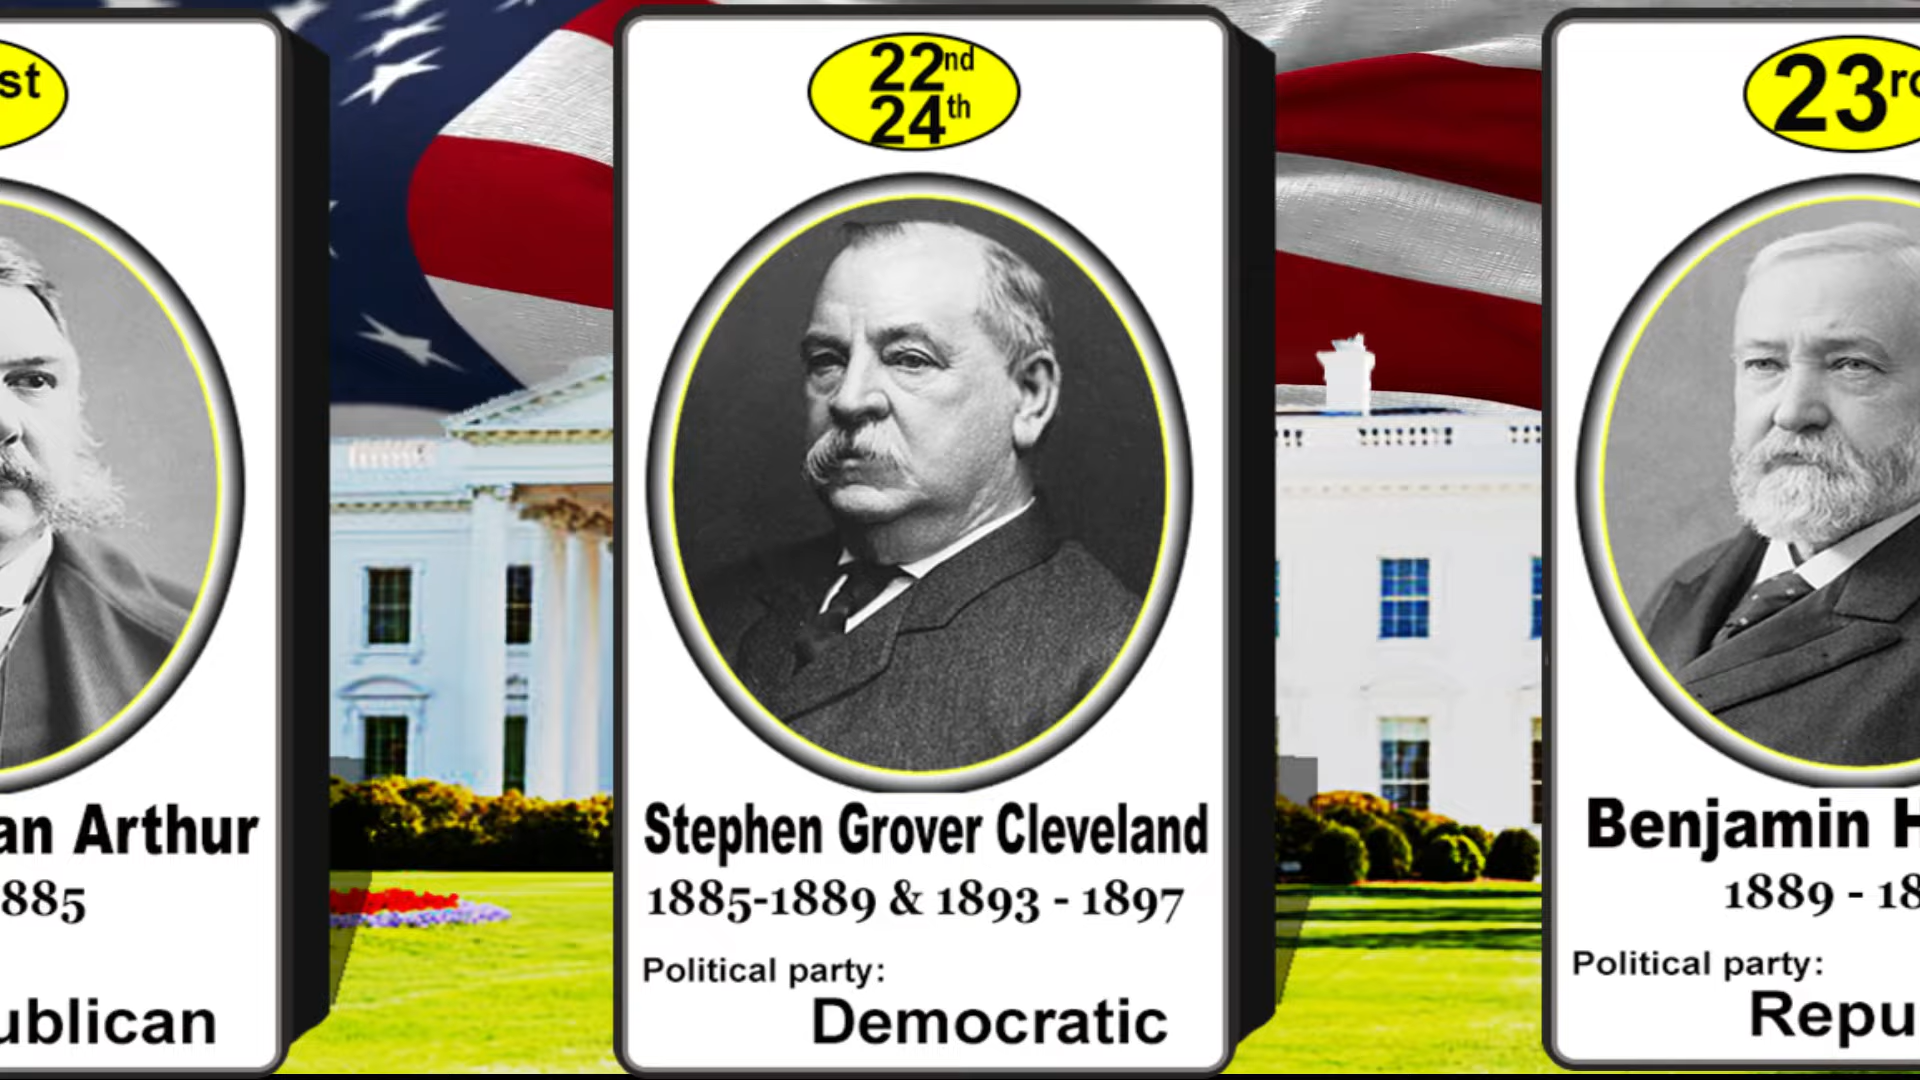 st
an Arthur
885
ublican
22nd
24th
Stephen Grover Cleveland
1885-1889 & 1893 - 1897
Political party:
Democratic
23rd
Benjamin H
1889 - 18
Political party:
Repu